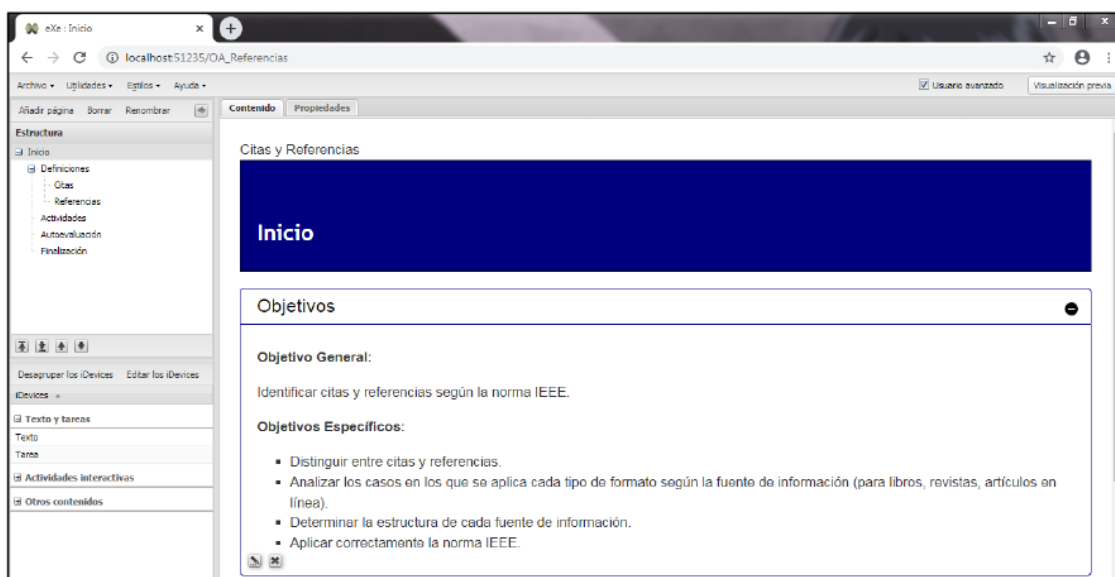 eXe : Inicio
localhost:51235/OA_Referencias
Archivo Utilidades Estilos Ayuda
Usuario avanzado
Visualización previa
Añadir página Borrar Renombrar
Contenido Propiedades
Estructura
Inicio
Definiciones
Citas
Referencias
Actividades
Autoevaluación
Finalización
Desagrupar los iDevices Editar los iDevices
iDevices
Texto y tareas
Texto
Tarea
Actividades interactivas
Otros contenidos
Citas y Referencias
Inicio
Objetivos
Objetivo General:
Identificar citas y referencias según la norma IEEE.
Objetivos Específicos:
Distinguir entre citas y referencias.
Analizar los casos en los que se aplica cada tipo de formato según la fuente de información (para libros, revistas, artículos en
línea).
Determinar la estructura de cada fuente de información.
Aplicar correctamente la norma IEEE.